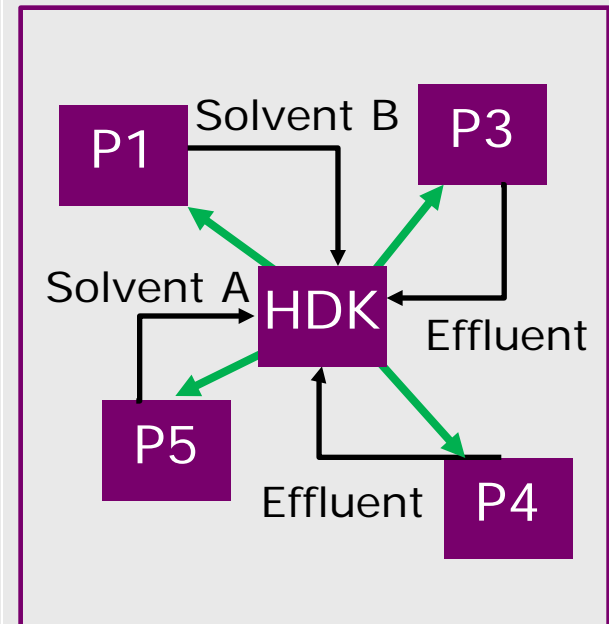 P1
Solvent B
P3
Solvent A
HDK
Effluent
P5
Effluent
P4